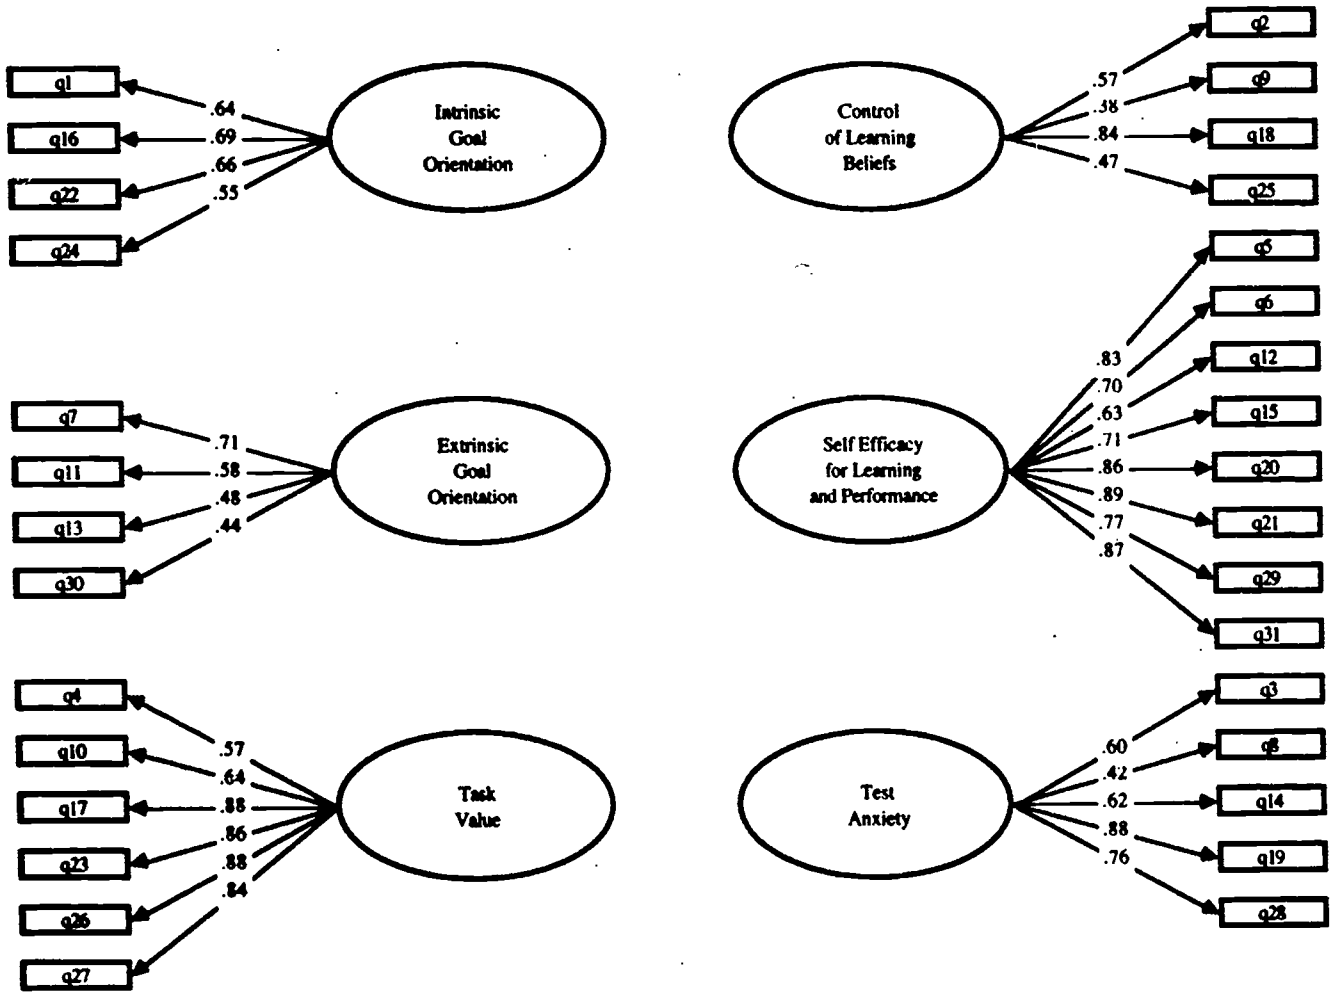 q1
q16
q22
q24
.64
.69
.66
.55
Intrinsic
Goal
Orientation
Control
of Learning
Beliefs
.57
.38
.84
.47
q2
q9
q18
q25
q7
q11
q13
q30
.71
.58
.48
.44
Extrinsic
Goal
Orientation
Self Efficacy
for Learning
and Performance
.83
.70
.63
.71
.86
.89
.77
.87
q5
q6
q12
q15
q20
q21
q29
q31
q4
q10
q17
q23
q26
q27
.57
.64
.88
.86
.88
.84
Task
Value
Test
Anxiety
.60
.42
.62
.88
.76
q3
q8
q14
q19
q28